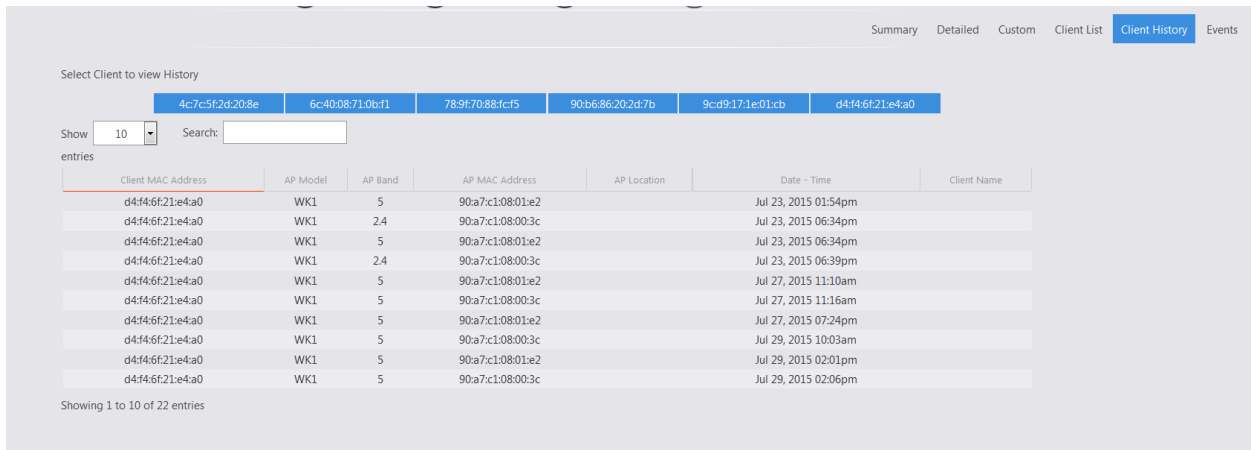 Summary Detailed Custom Client List Client History Events
Select Client to view History
4c:7c:5f:2d:20:8e 6c:40:08:71:0b:f1 78:9f:70:88:fc:f5 90:b6:86:20:2d:7b 9c:d9:17:1e:01:cb d4:f4:6f:21:e4:a0
Show 10 Search:
entries
Client MAC Address AP Model AP Band AP MAC Address AP Location Date - Time Client Name
d4:f4:6f:21:e4:a0 WK1 5 90:a7:c1:08:01:e2 Jul 23, 2015 01:54pm
d4:f4:6f:21:e4:a0 WK1 2.4 90:a7:c1:08:00:3c Jul 23, 2015 06:34pm
d4:f4:6f:21:e4:a0 WK1 5 90:a7:c1:08:01:e2 Jul 23, 2015 06:34pm
d4:f4:6f:21:e4:a0 WK1 2.4 90:a7:c1:08:00:3c Jul 23, 2015 06:39pm
d4:f4:6f:21:e4:a0 WK1 5 90:a7:c1:08:01:e2 Jul 27, 2015 11:10am
d4:f4:6f:21:e4:a0 WK1 5 90:a7:c1:08:00:3c Jul 27, 2015 11:16am
d4:f4:6f:21:e4:a0 WK1 5 90:a7:c1:08:01:e2 Jul 27, 2015 07:24pm
d4:f4:6f:21:e4:a0 WK1 5 90:a7:c1:08:00:3c Jul 29, 2015 10:03am
d4:f4:6f:21:e4:a0 WK1 5 90:a7:c1:08:01:e2 Jul 29, 2015 02:01pm
d4:f4:6f:21:e4:a0 WK1 5 90:a7:c1:08:00:3c Jul 29, 2015 02:06pm
Showing 1 to 10 of 22 entries